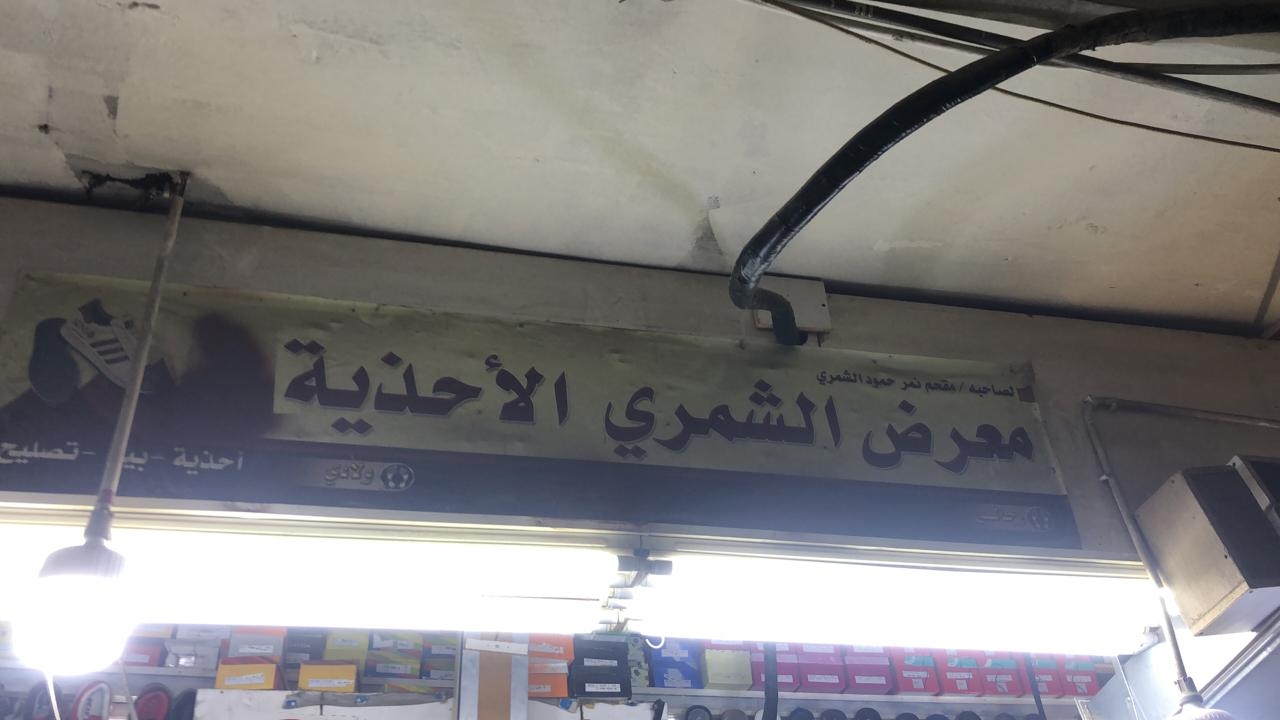 لصاحبه / مقحم نمر حمود الشمري
معرض الشمري الأحذية
ولادي
أحذية - بيع - تصليح